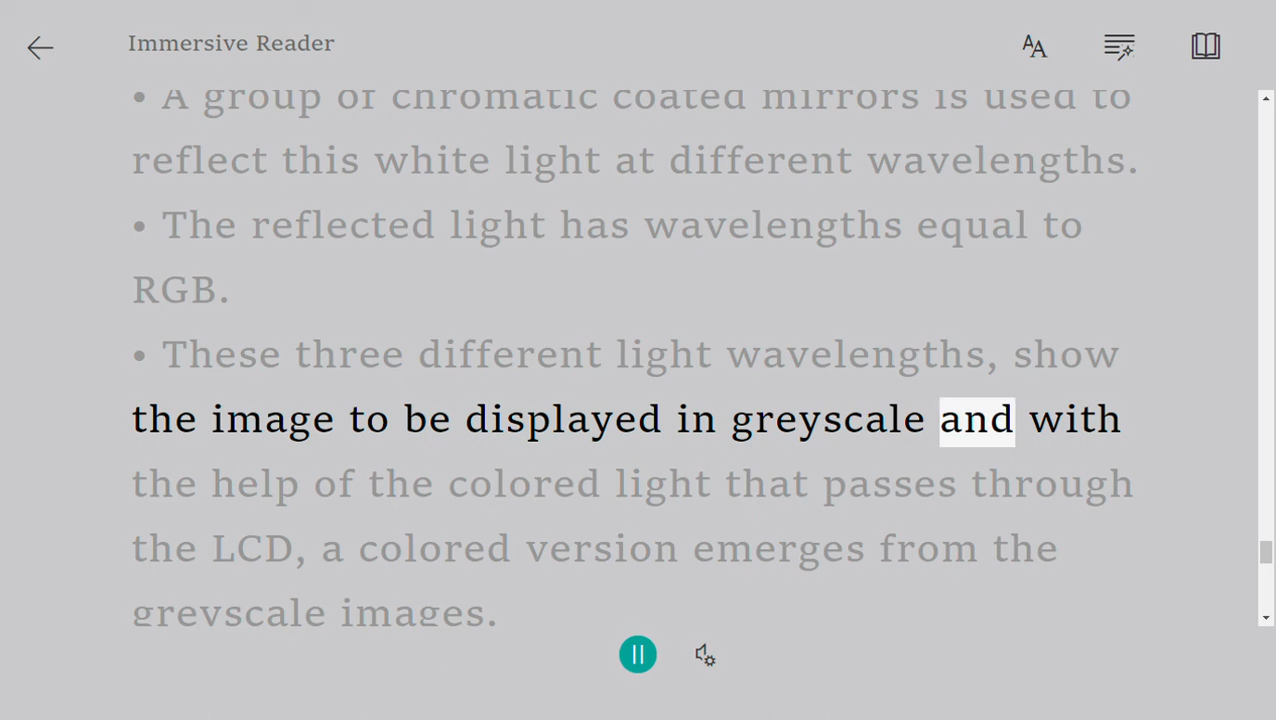 Immersive Reader
• A group of chromatic coated mirrors is used to
reflect this white light at different wavelengths.
• The reflected light has wavelengths equal to
RGB.
• These three different light wavelengths, show
the image to be displayed in greyscale and with
the help of the colored light that passes through
the LCD, a colored version emerges from the
greyscale images.